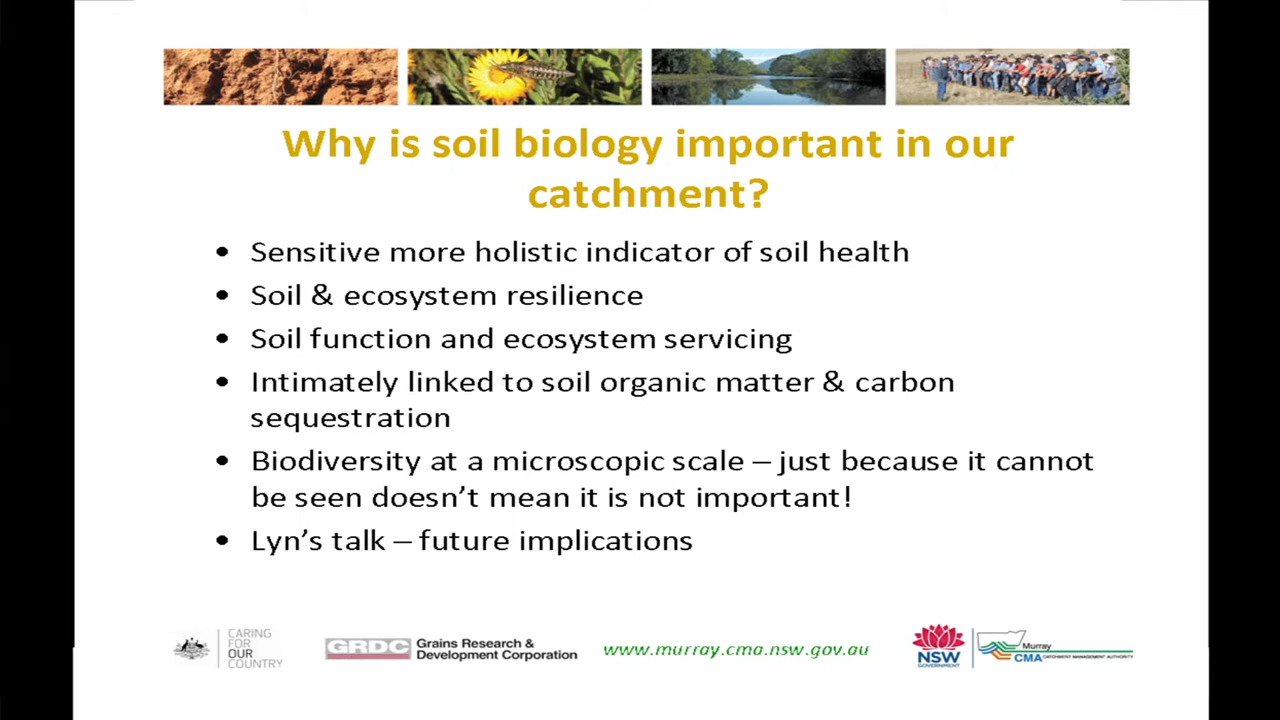 Why is soil biology important in our
catchment?
• Sensitive more holistic indicator of soil health
• Soil & ecosystem resilience
• Soil function and ecosystem servicing
• Intimately linked to soil organic matter & carbon
sequestration
• Biodiversity at a microscopic scale – just because it cannot
be seen doesn't mean it is not important!
• Lyn's talk – future implications
CARING
FOR
OUR
COUNTRY
GRDC
Grains Research &
Development Corporation
www.murray.cma.nsw.gov.au
NSW
GOVERNMENT
Murray
CMA CATCHMENT MANAGEMENT AUTHORITY